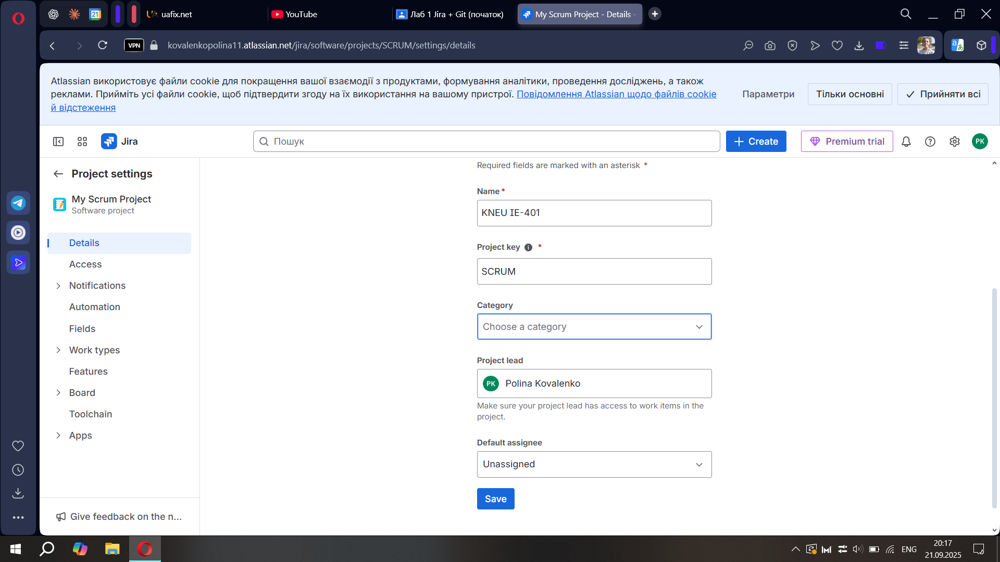 21
UA uafix.net
YouTube
Лаб 1 Jira + Git (початок)
My Scrum Project - Details -
VPN
kovalenkopolina11.atlassian.net/jira/software/projects/SCRUM/settings/details
Atlassian використовує файли cookie для покращення вашої взаємодії з продуктами, формування аналітики, проведення досліджень, а також
реклами. Прийміть усі файли cookie, щоб підтвердити згоду на їх використання на вашому пристрої. Повідомлення Atlassian щодо файлів cookie
й відстеження
Параметри
Тільки основні
Прийняти всі
Jira
Пошук
Create
Premium trial
PK
Project settings
My Scrum Project
Software project
Details
Access
Notifications
Automation
Fields
Work types
Features
Board
Toolchain
Apps
Give feedback on the n...
Required fields are marked with an asterisk *
Name *
KNEU IE-401
Project key *
SCRUM
Category
Choose a category
Project lead
PK Polina Kovalenko
Make sure your project lead has access to work items in the
project.
Default assignee
Unassigned
Save
ENG
20:17
21.09.2025